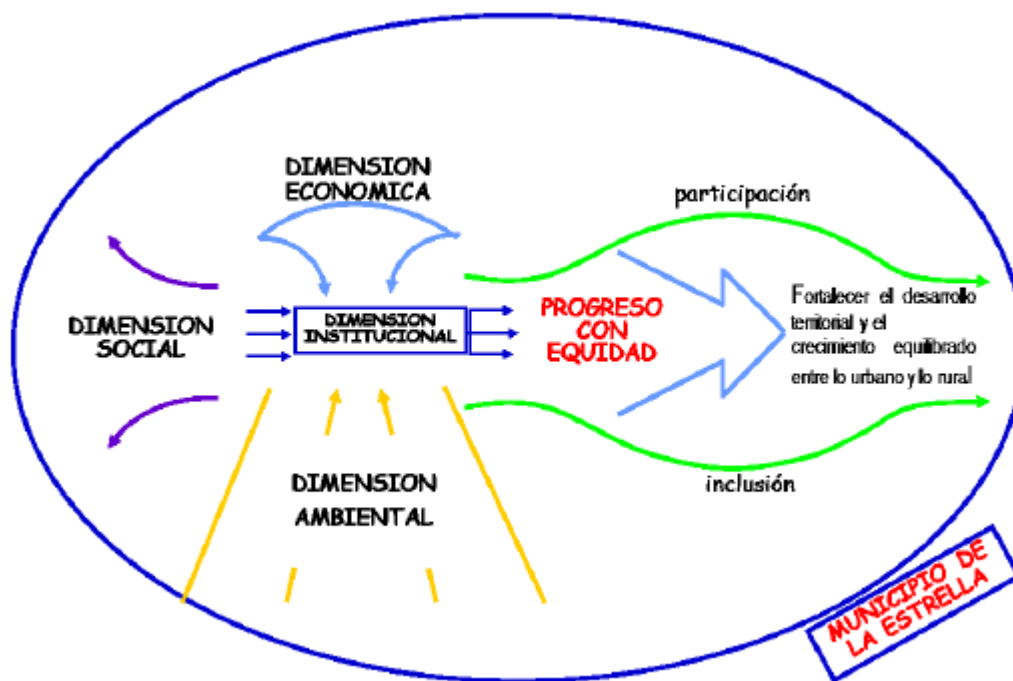 DIMENSION
ECONOMICA
participación
DIMENSION
SOCIAL
DIMENSION
INSTITUCIONAL
PROGRESO
CON
EQUIDAD
Fortalecer el desarrollo
territorial y el
crecimiento equilibrado
entre lo urbano y lo rural
DIMENSION
AMBIENTAL
inclusión
MUNICIPIO DE
LA ESTRELLA